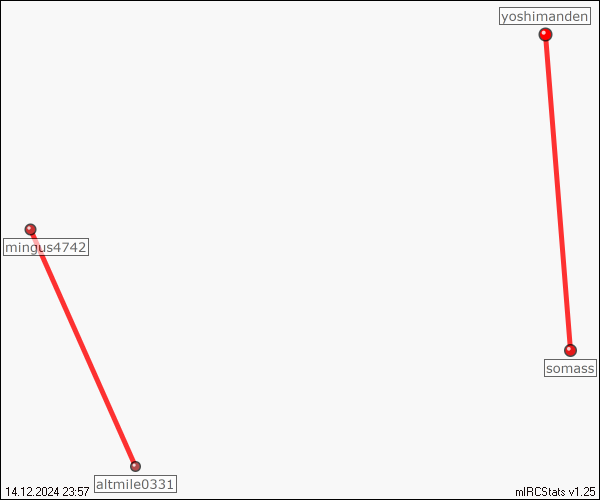 yoshimanden
mingus4742
somass
altmile0331
14.12.2024 23:57
mIRCStats v1.25